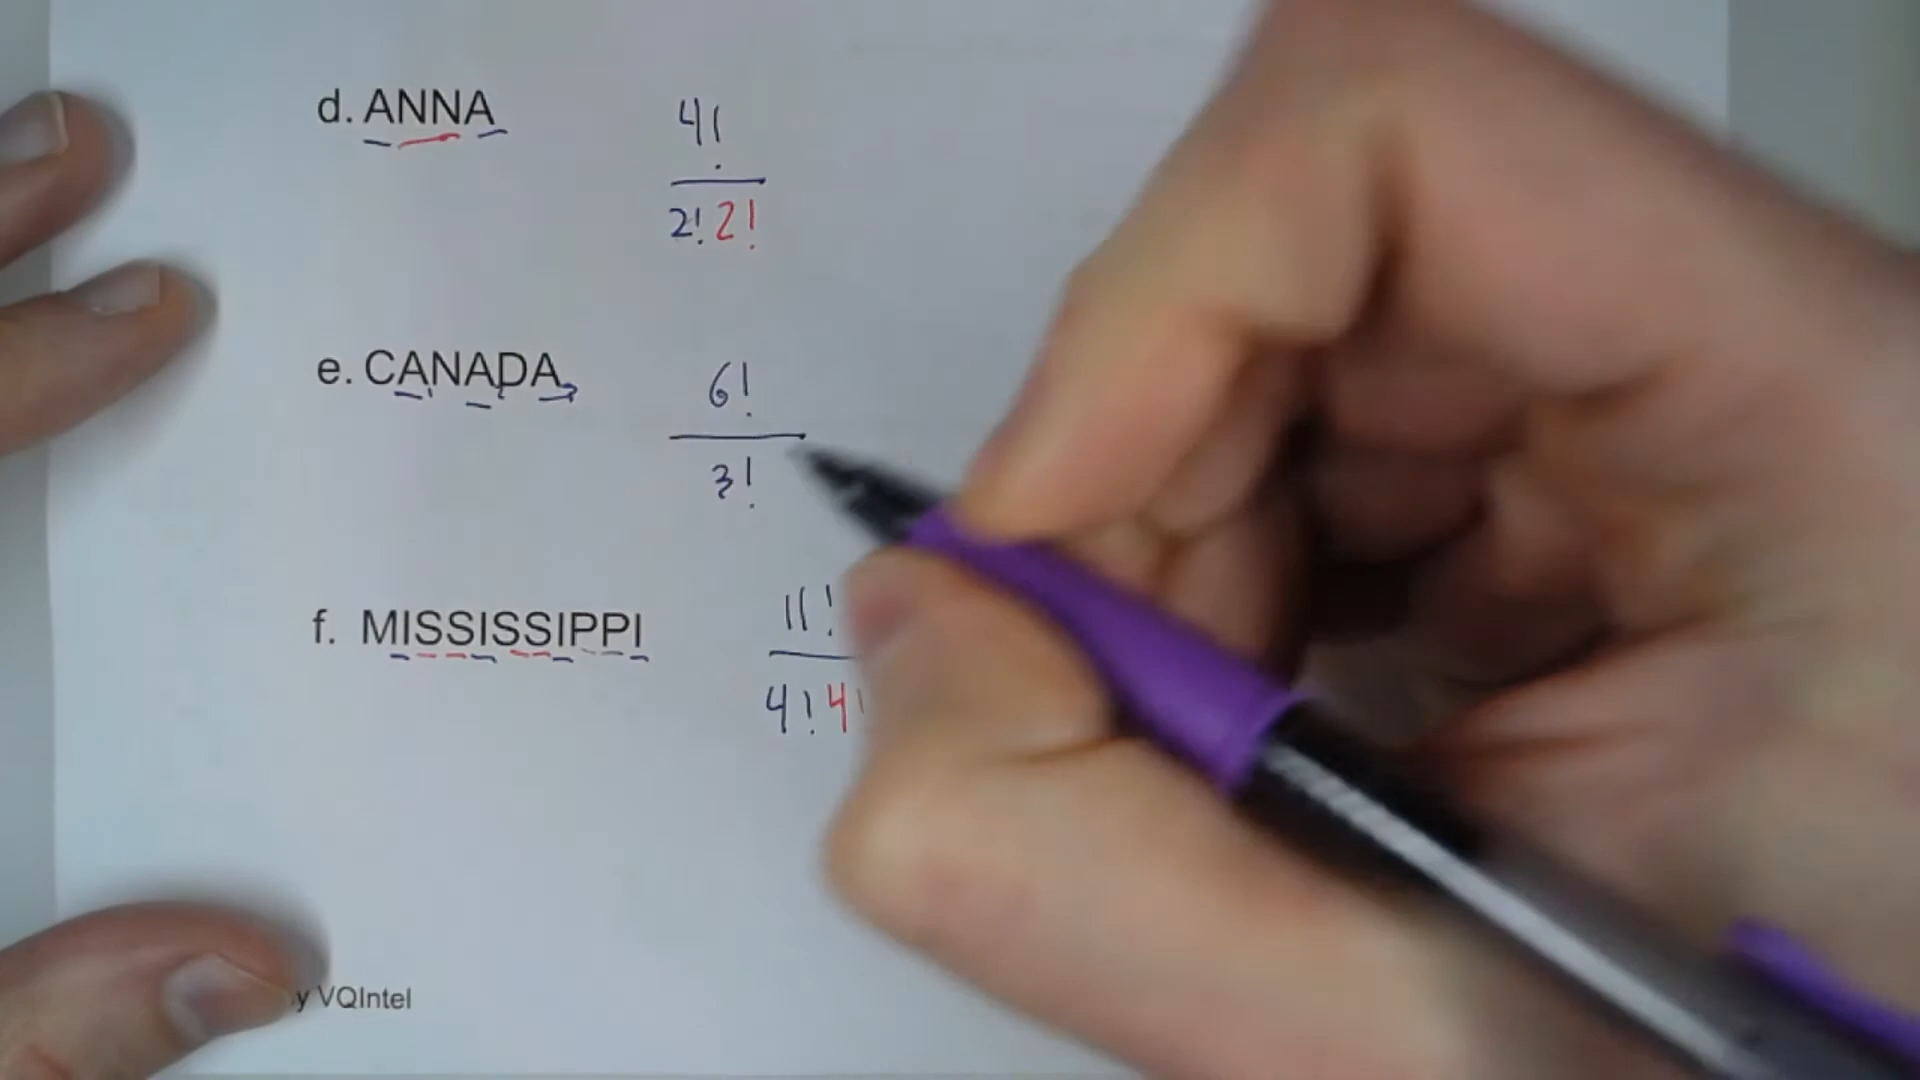 d. ANNA
4!
2! 2!
e. CANADA
6!
3!
f. MISSISSIPPI
11!
4! 4!
y VQIntel